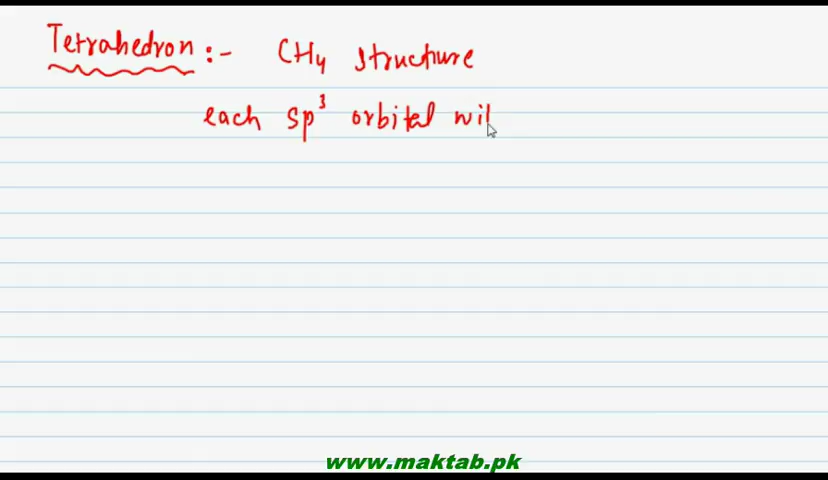 Tetrahedron :- CH4 structure
each sp³ orbital wil
www.maktab.pk